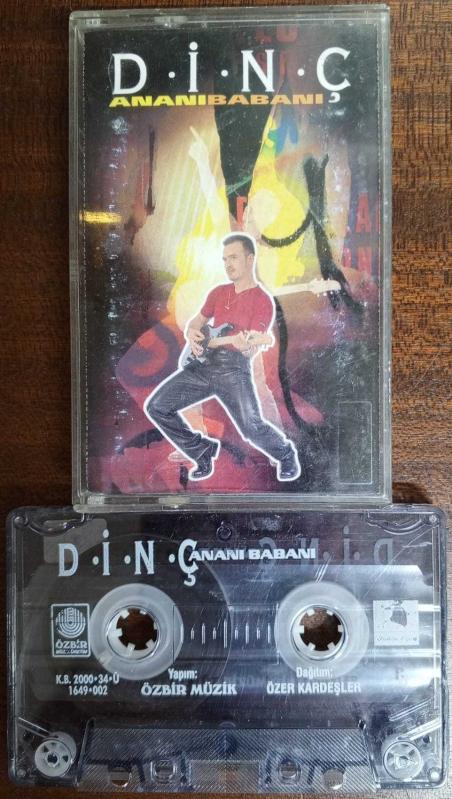 D·İ·N·Ç
ANANIBABANI
D·İ·N·Ç
ANANI BABANI
ÖZBİR
K.B. 2000•34•Ü
1649•002
Yapım:
ÖZBİR MÜZİK
Dağıtım:
ÖZER KARDEŞLER